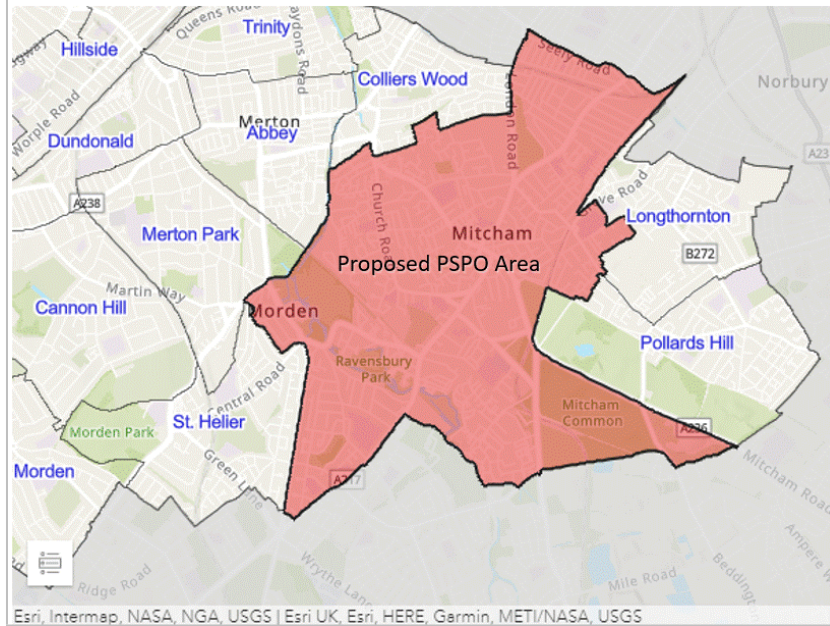 Queens Road
Haydons Road
Trinity
Hillside
Seely Road
Colliers Wood
Norbury
Worple Road
Merton
Abbey
London Road
Dundonald
A23
A238
Church Road
Longthornton
Merton Park
Mitcham
B272
Proposed PSPO Area
Martin Way
Cannon Hill
Morden
Pollards Hill
Ravensbury
Park
Central Road
Mitcham
Common
St. Helier
A236
Morden Park
Green Lane
Morden
A217
Mitcham Road
Wrythe Lane
Ampere W
Beddington
Ridge Road
Mile Road
Esri, Intermap, NASA, NGA, USGS | Esri UK, Esri, HERE, Garmin, METI/NASA, USGS